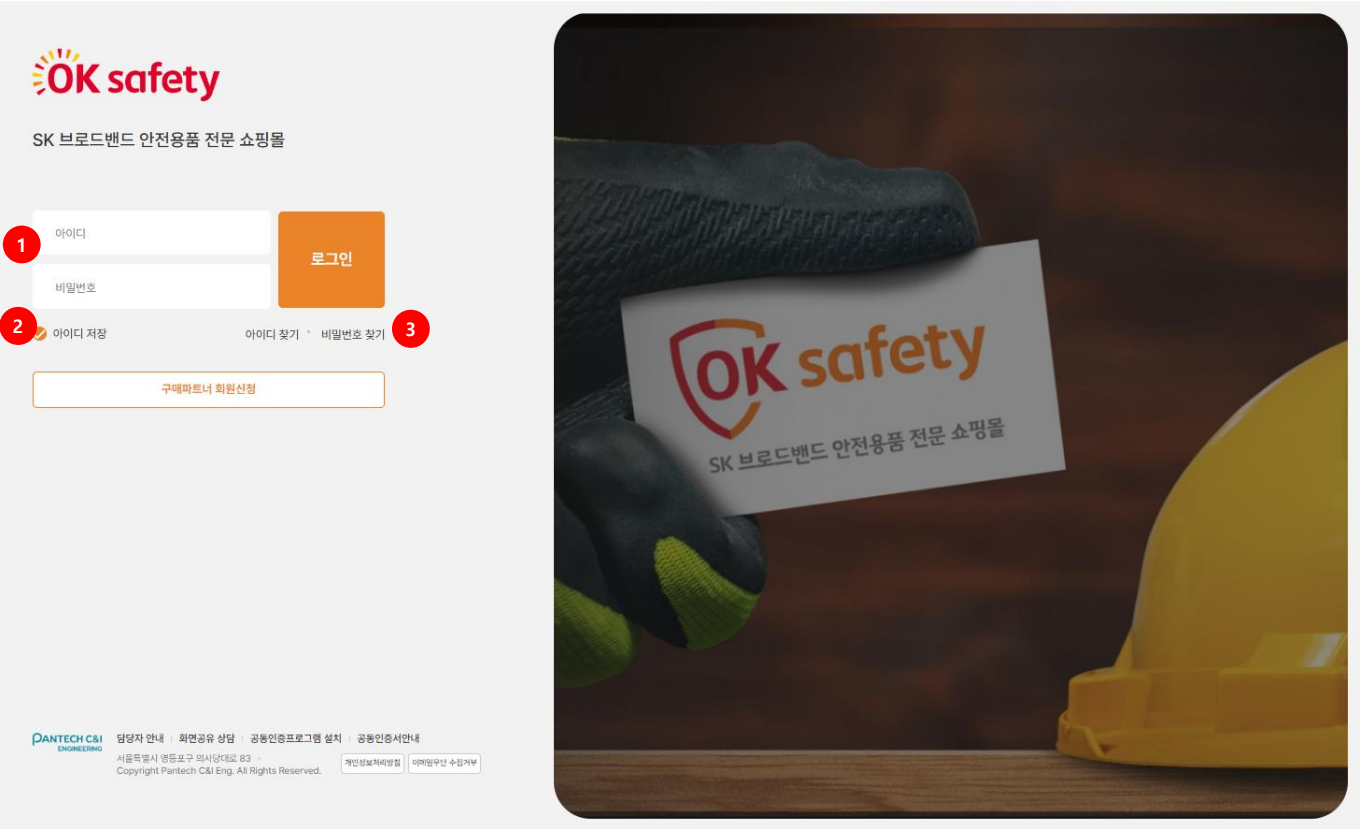 OK safety
SK 브로드밴드 안전용품 전문 쇼핑몰
1
아이디
비밀번호
로그인
2
아이디 저장
아이디 찾기 · 비밀번호 찾기
3
구매파트너 회원신청
OK safety
SK 브로드밴드 안전용품 전문 쇼핑몰
PANTECH C&I
ENGINEERING
담당자 안내 | 화면공유 상담 | 공동인증프로그램 설치 | 공동인증서안내
서울특별시 영등포구 의사당대로 83 ·
Copyright Pantech C&I Eng. All Rights Reserved.
개인정보처리방침
이메일무단 수집거부